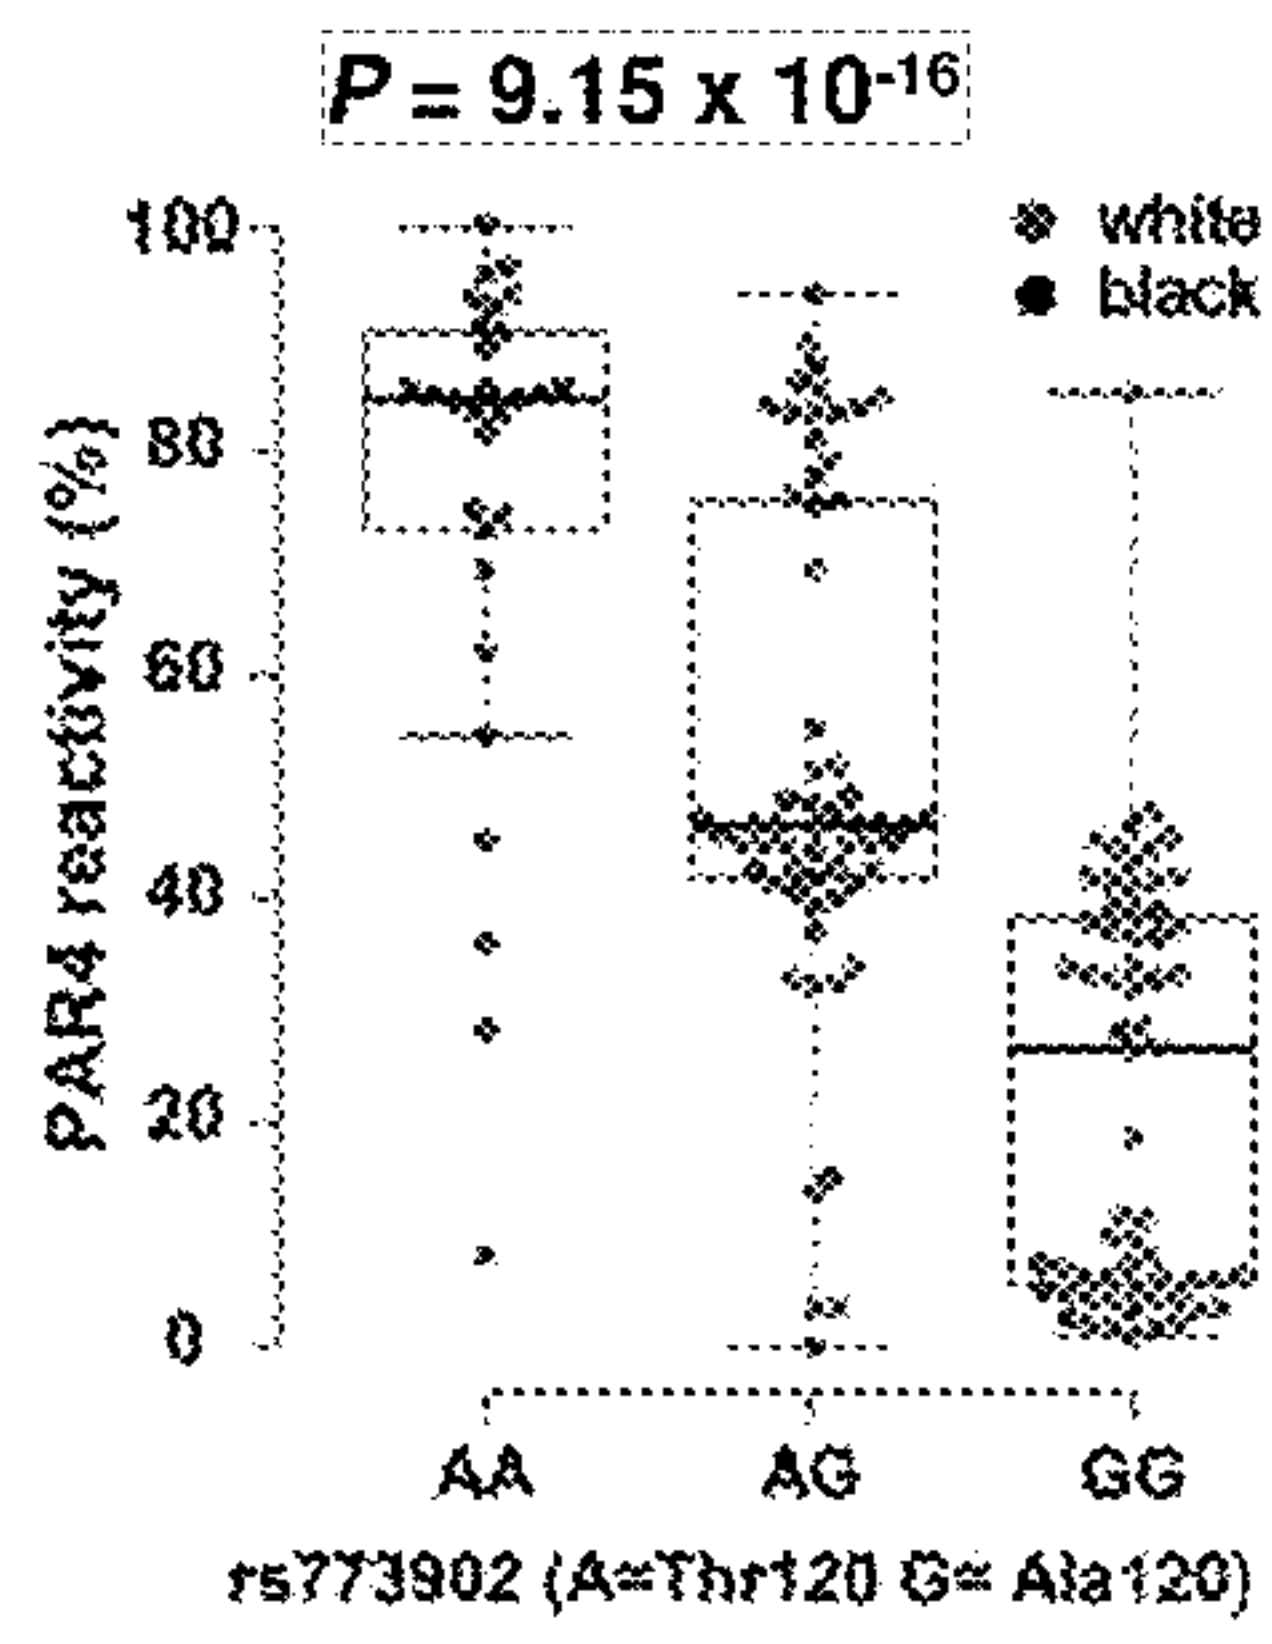 P = 9.15 x 10-16
white
black
100
80
60
40
20
0
PAR4 reactivity (%)
AA AG GG
rs773902 (A=Thr120 G= Ala120)